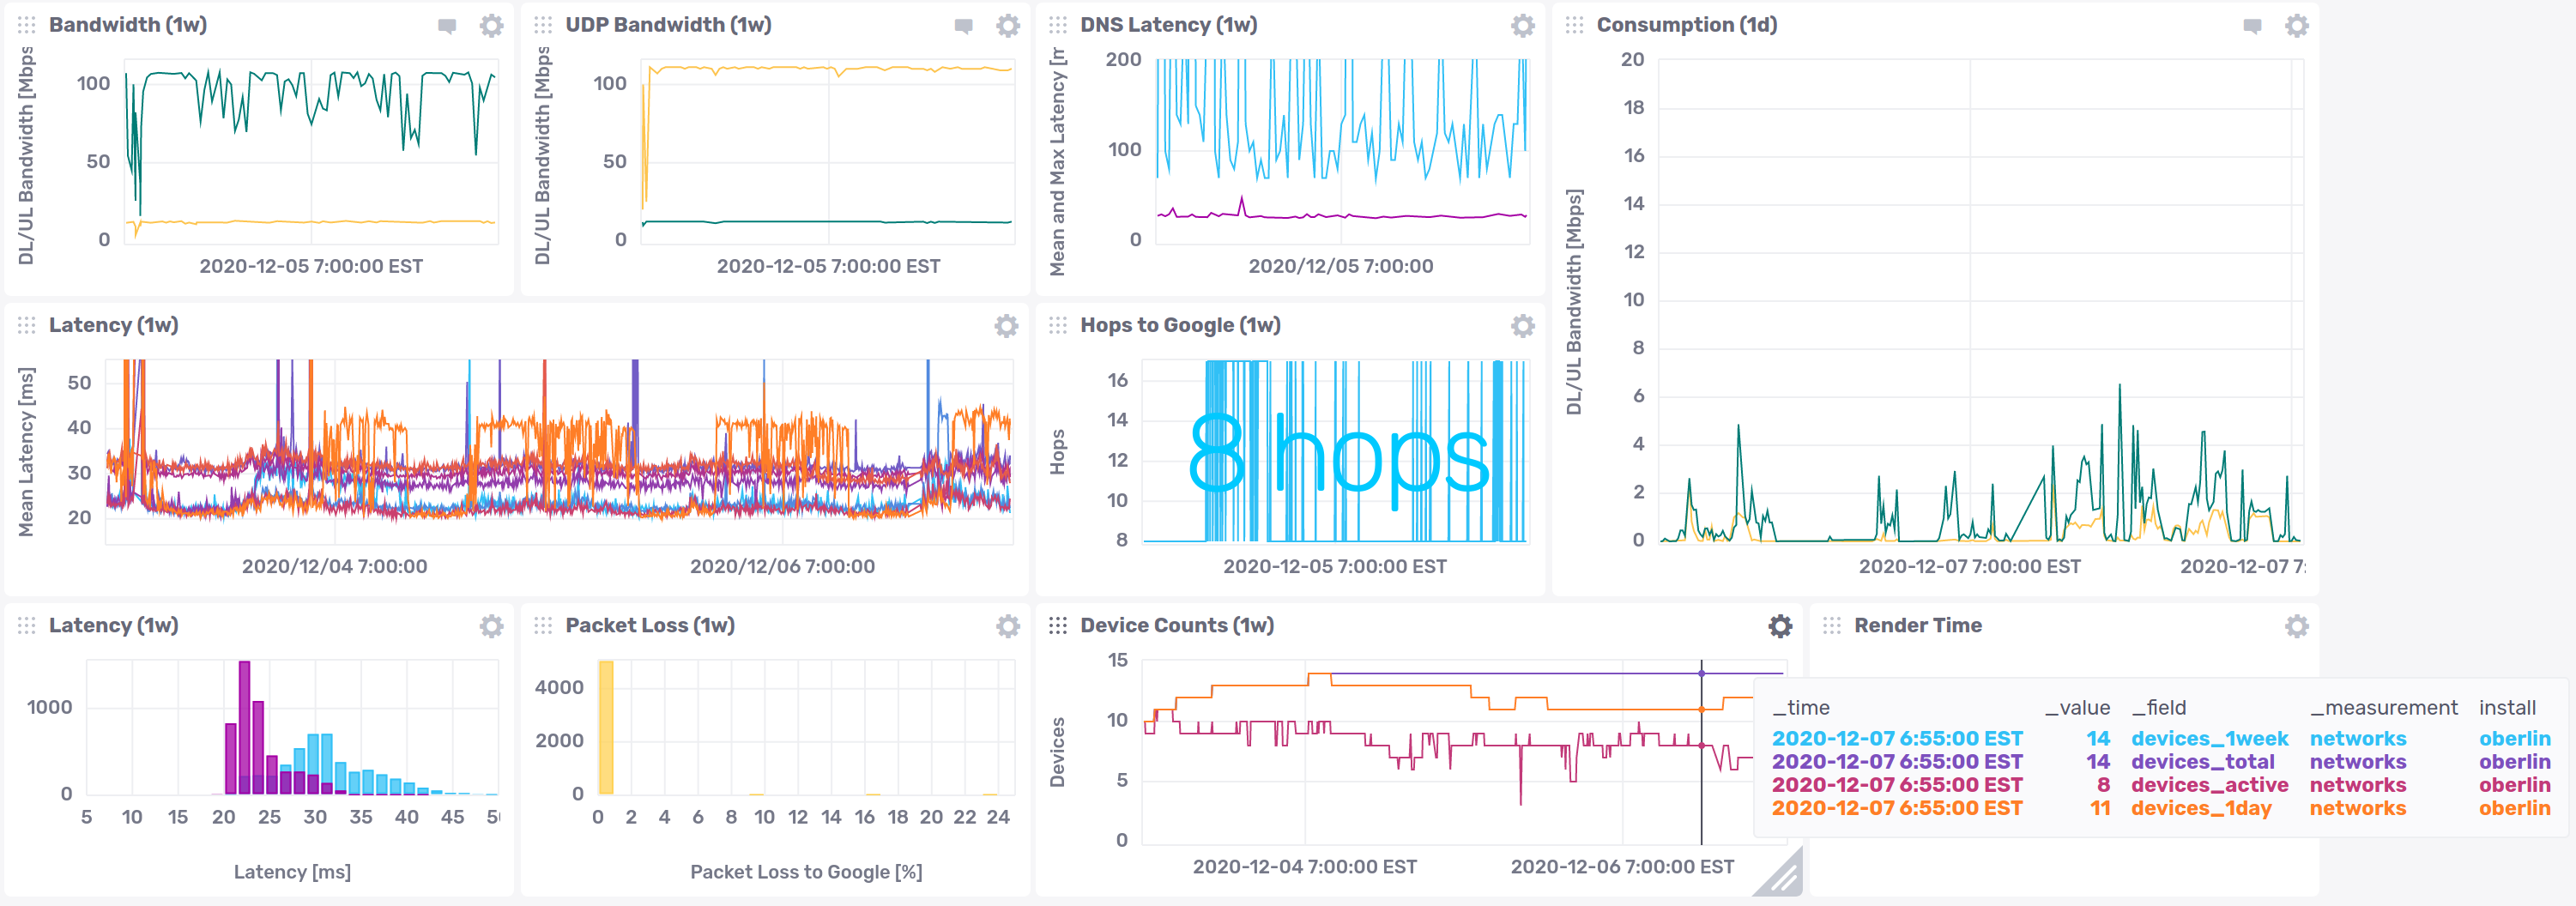 Bandwidth (1w)
DL/UL Bandwidth [Mbps
100
50
0
2020-12-05 7:00:00 EST
UDP Bandwidth (1w)
DL/UL Bandwidth [Mbps
100
50
0
2020-12-05 7:00:00 EST
DNS Latency (1w)
Mean and Max Latency [m
200
100
0
2020/12/05 7:00:00
Consumption (1d)
DL/UL Bandwidth [Mbps]
20
18
16
14
12
10
8
6
4
2
0
2020-12-07 7:00:00 EST
2020-12-07 7:
Latency (1w)
Mean Latency [ms]
50
40
30
20
2020/12/04 7:00:00
2020/12/06 7:00:00
Hops to Google (1w)
Hops
16
14
12
10
8
8 hops
2020-12-05 7:00:00 EST
Latency (1w)
1000
0
5 10 15 20 25 30 35 40 45 5
Latency [ms]
Packet Loss (1w)
4000
2000
0
0 2 4 6 8 10 12 14 16 18 20 22 24
Packet Loss to Google [%]
Device Counts (1w)
Devices
15
10
5
0
2020-12-04 7:00:00 EST
2020-12-06 7:00:00 EST
Render Time
_time _value _field _measurement install
2020-12-07 6:55:00 EST 14 devices_1week networks oberlin
2020-12-07 6:55:00 EST 14 devices_total networks oberlin
2020-12-07 6:55:00 EST 8 devices_active networks oberlin
2020-12-07 6:55:00 EST 11 devices_1day networks oberlin